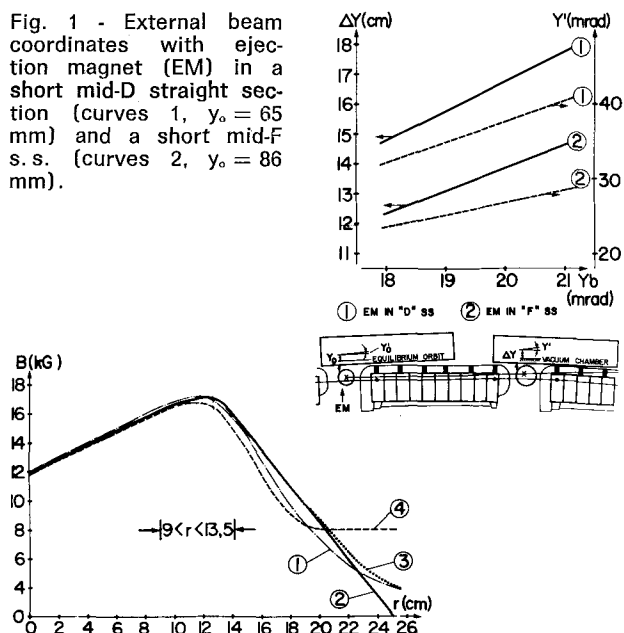 Fig. 1 - External beam
coordinates with ejec-
tion magnet (EM) in a
short mid-D straight sec-
tion (curves 1, yₒ = 65
mm) and a short mid-F
s.s. (curves 2, yₒ = 86
mm).
ΔY(cm)
Y'(mrad)
18
17
16
15
14
13
12
11
40
30
20
1
1
2
2
18
19
20
21
Yb
(mrad)
1 EM IN "D" SS
2 EM IN "F" SS
Yo
Y'o
EQUILIBRIUM ORBIT
ΔY
Y'
VACUUM CHAMBER
EM
B(kG)
18
16
14
12
10
8
6
4
0
9<r<13,5
4
1
3
2
r(cm)
0 2 4 6 8 10 12 14 16 18 20 22 24 26